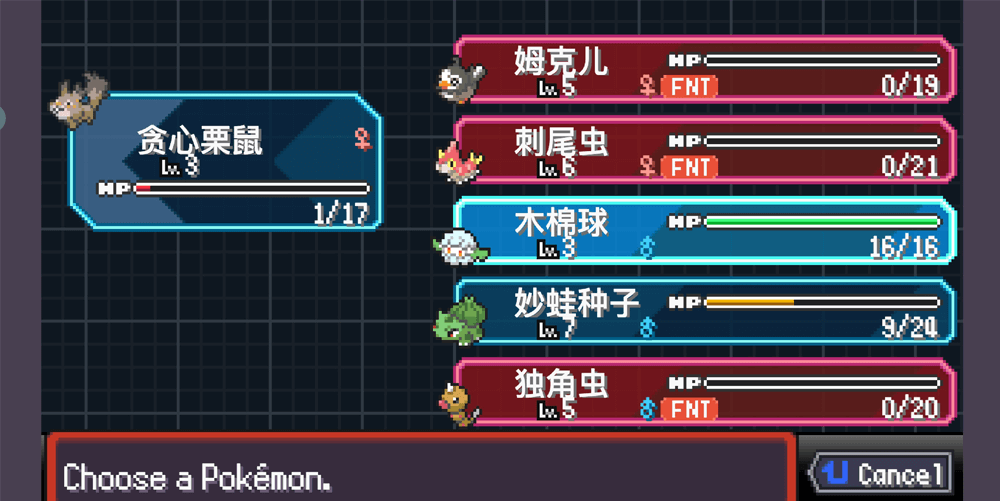 贪心栗鼠
♀
Lv.3
HP
1/17
姆克儿
HP
Lv.5 ♀ FNT 0/19
刺尾虫
HP
Lv.6 ♀ FNT 0/21
木棉球
HP
Lv.3 ♂ 16/16
妙蛙种子
HP
Lv.7 ♂ 9/24
独角虫
HP
Lv.5 ♂ FNT 0/20
Choose a Pokémon.
Cancel